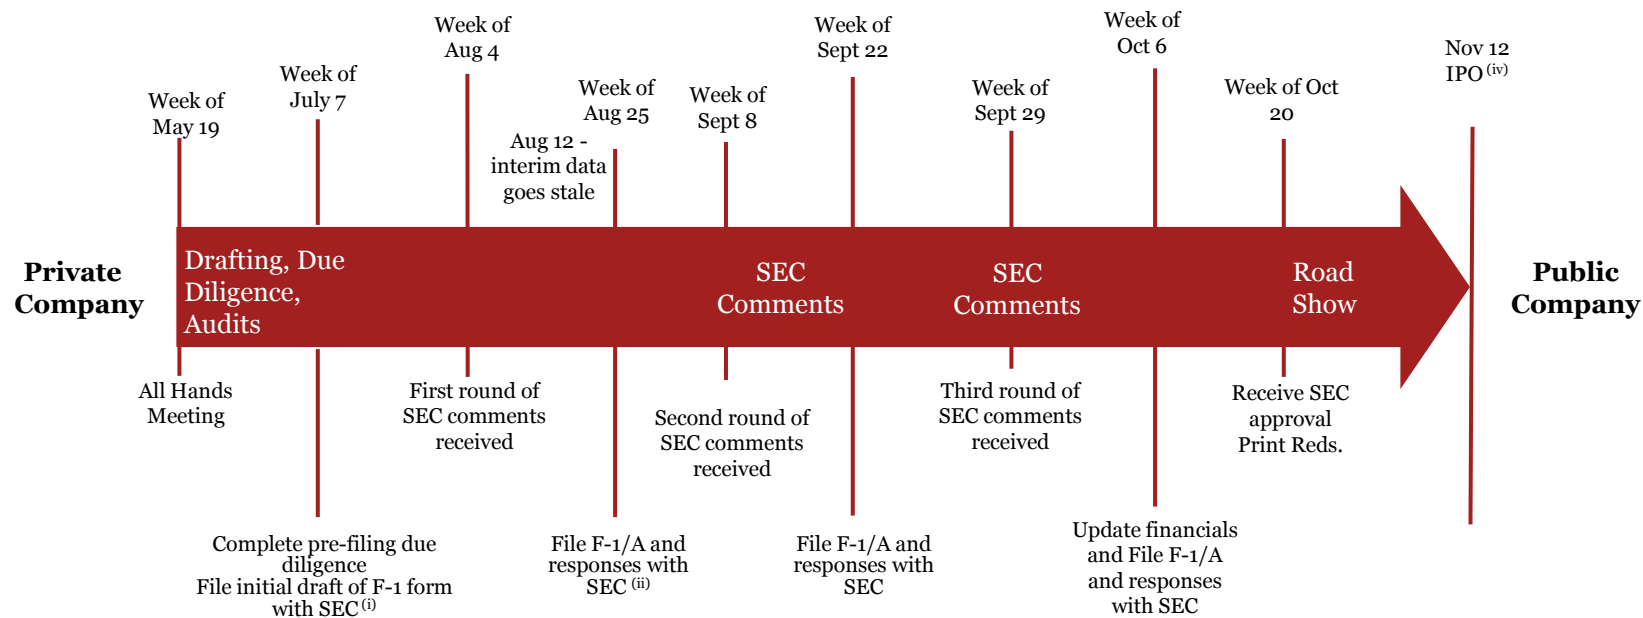 Week of
May 19
Week of
July 7
Week of
Aug 4
Aug 12 -
interim data
goes stale
Week of
Aug 25
Week of
Sept 8
Week of
Sept 22
Week of
Sept 29
Week of
Oct 6
Week of Oct
20
Nov 12
IPO (iv)
Private
Company
Drafting, Due
Diligence,
Audits
SEC
Comments
SEC
Comments
Road
Show
Public
Company
All Hands
Meeting
Complete pre-filing due
diligence
File initial draft of F-1 form
with SEC (i)
First round of
SEC comments
received
File F-1/A and
responses with
SEC (ii)
Second round of
SEC comments
received
File F-1/A and
responses with
SEC
Third round of
SEC comments
received
Update financials
and File F-1/A
and responses
with SEC
Receive SEC
approval
Print Reds.